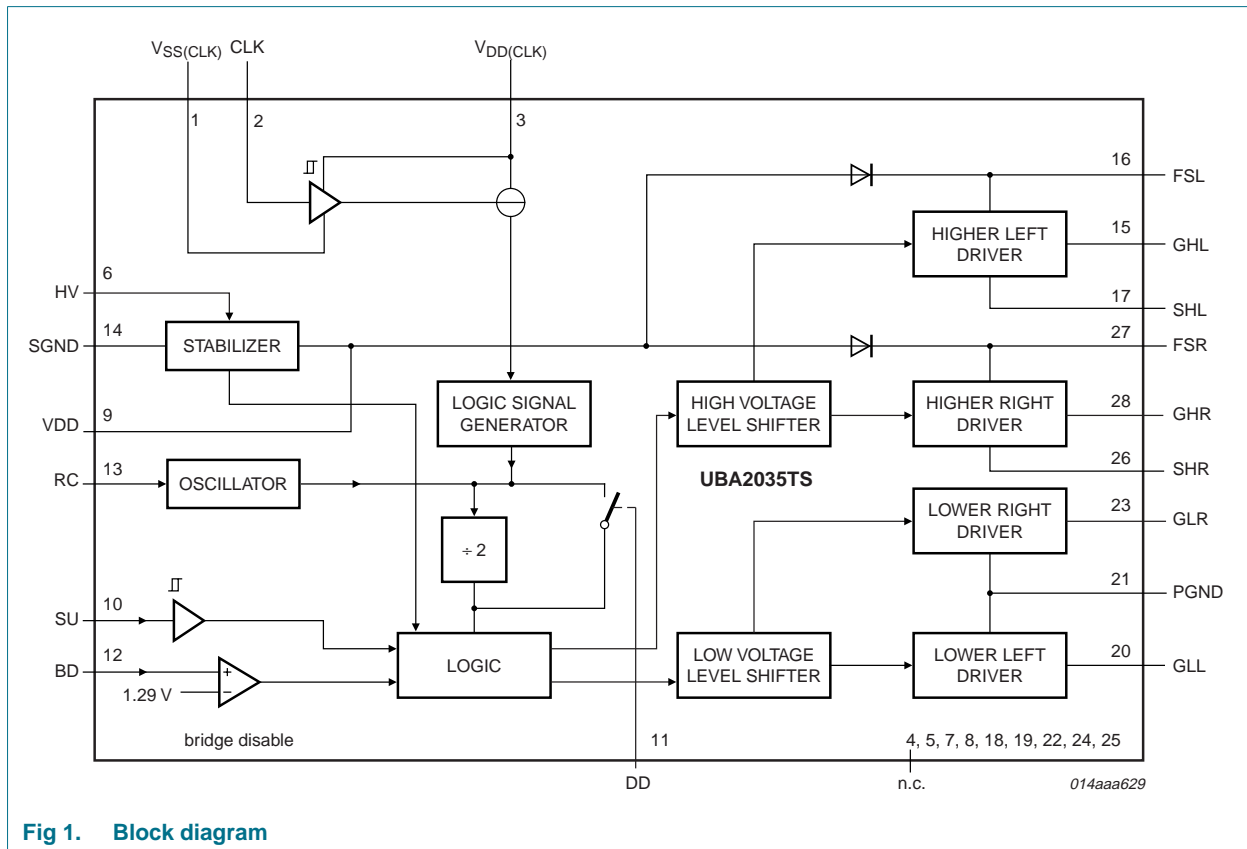 VSS(CLK) CLK VDD(CLK)
1 2 3
16 FSL
15 GHL
HIGHER LEFT
DRIVER
17 SHL
6 HV
14 SGND
STABILIZER
27 FSR
9 VDD
LOGIC SIGNAL
GENERATOR
HIGH VOLTAGE
LEVEL SHIFTER
HIGHER RIGHT
DRIVER
28 GHR
13 RC
OSCILLATOR
UBA2035TS
26 SHR
LOWER RIGHT
DRIVER
23 GLR
÷ 2
21 PGND
10 SU
12 BD
+
1.29 V −
LOGIC
LOW VOLTAGE
LEVEL SHIFTER
LOWER LEFT
DRIVER
20 GLL
bridge disable
11
4, 5, 7, 8, 18, 19, 22, 24, 25
DD
n.c.
014aaa629
Fig 1. Block diagram